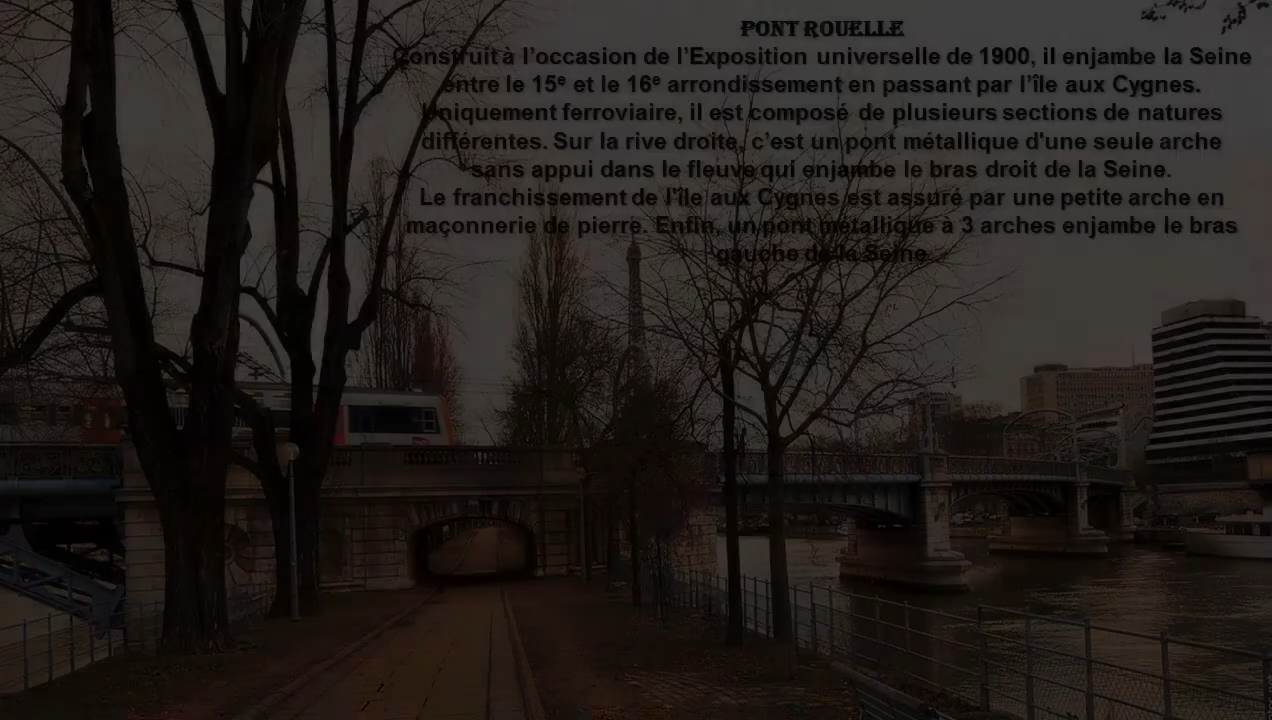 PONT ROUELLE
Construit à l’occasion de l’Exposition universelle de 1900, il enjambe la Seine
entre le 15e et le 16e arrondissement en passant par l’île aux Cygnes.
Uniquement ferroviaire, il est composé de plusieurs sections de natures
différentes. Sur la rive droite, c’est un pont métallique d'une seule arche
sans appui dans le fleuve qui enjambe le bras droit de la Seine.
Le franchissement de l'île aux Cygnes est assuré par une petite arche en
maçonnerie de pierre. Enfin, un pont métallique à 3 arches enjambe le bras
gauche de la Seine.